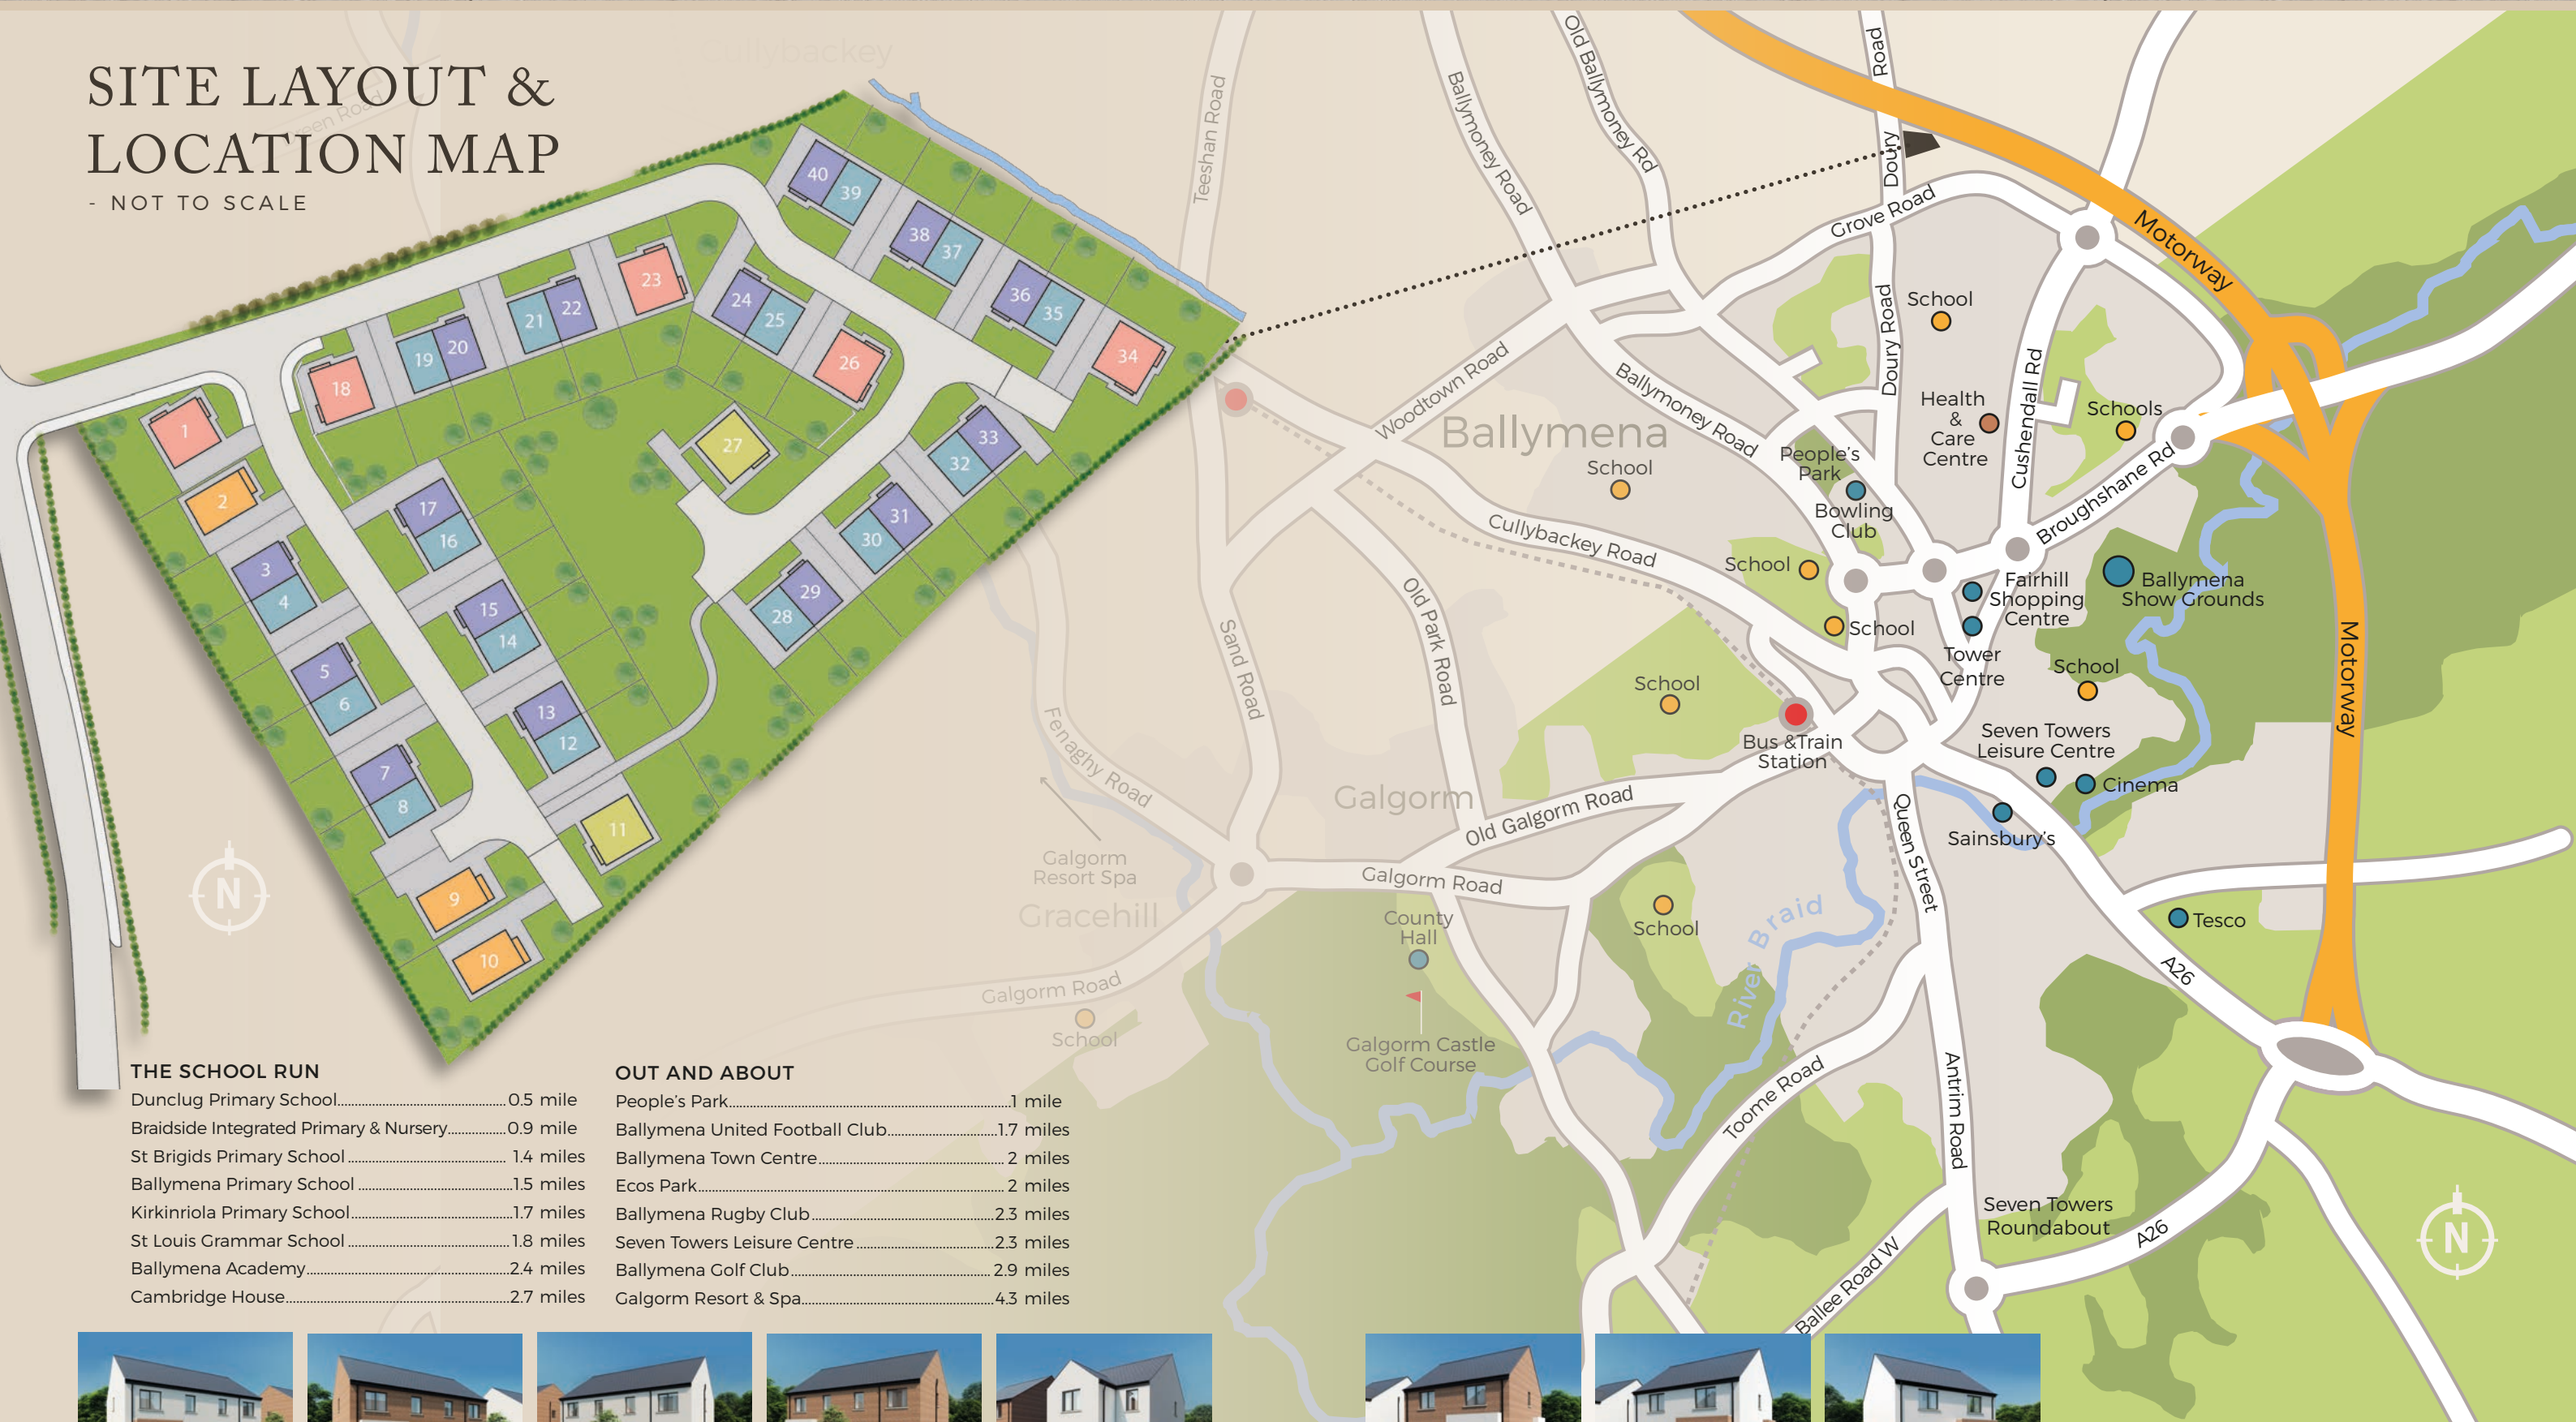 SITE LAYOUT &
LOCATION MAP
- NOT TO SCALE
Cullybackey
1
2
3
4
5
6
7
8
9
10
11
12
13
14
15
16
17
18
19
20
21
22
23
24
25
26
27
28
29
30
31
32
33
34
35
36
37
38
39
40
N
Teeshan Road
Ballymoney Road
Old Ballymoney Rd
Doury Road
Grove Road
Motorway
School
Doury Road
Woodtown Road
Ballymoney Road
Ballymena
School
Health
&
Care
Centre
Cushendall Rd
Schools
Broughshane Rd
People's
Park
Bowling
Club
Cullybackey Road
School
School
Fairhill
Shopping
Centre
Ballymena
Show Grounds
Tower
Centre
School
Old Park Road
Sand Road
School
Bus &Train
Station
Seven Towers
Leisure Centre
Cinema
Sainsbury's
Motorway
Fenaghy Road
Galgorm
Old Galgorm Road
Queen Street
Galgorm
Resort Spa
Gracehill
Galgorm Road
County
Hall
School
River Braid
Tesco
A26
Galgorm Road
School
Galgorm Castle
Golf Course
Toome Road
Antrim Road
Seven Towers
Roundabout
A26
Ballee Road W
N
THE SCHOOL RUN
Dunclug Primary School 0.5 mile
Braidside Integrated Primary & Nursery 0.9 mile
St Brigids Primary School 1.4 miles
Ballymena Primary School 1.5 miles
Kirkinriola Primary School 1.7 miles
St Louis Grammar School 1.8 miles
Ballymena Academy 2.4 miles
Cambridge House 2.7 miles
OUT AND ABOUT
People's Park 1 mile
Ballymena United Football Club 1.7 miles
Ballymena Town Centre 2 miles
Ecos Park 2 miles
Ballymena Rugby Club 2.3 miles
Seven Towers Leisure Centre 2.3 miles
Ballymena Golf Club 2.9 miles
Galgorm Resort & Spa 4.3 miles